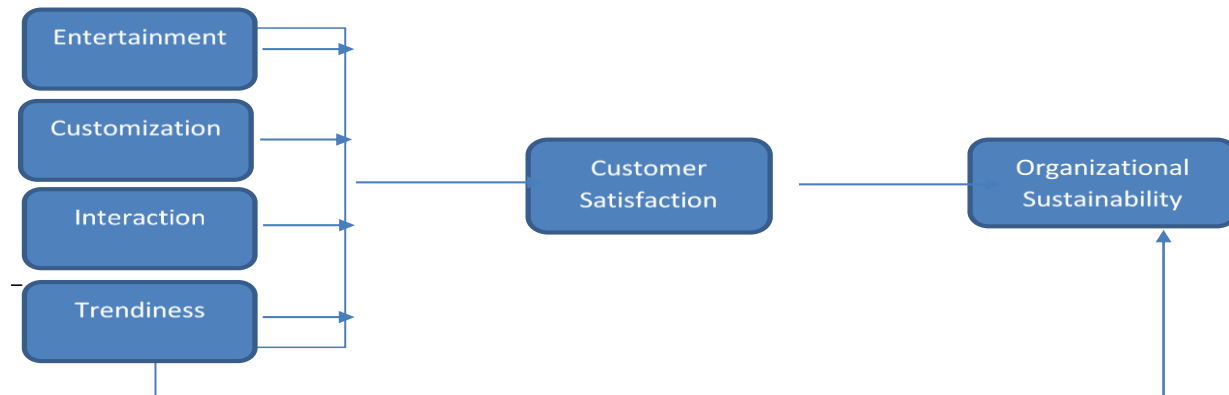 Entertainment
Customization
Interaction
Trendiness
Customer
Satisfaction
Organizational
Sustainability